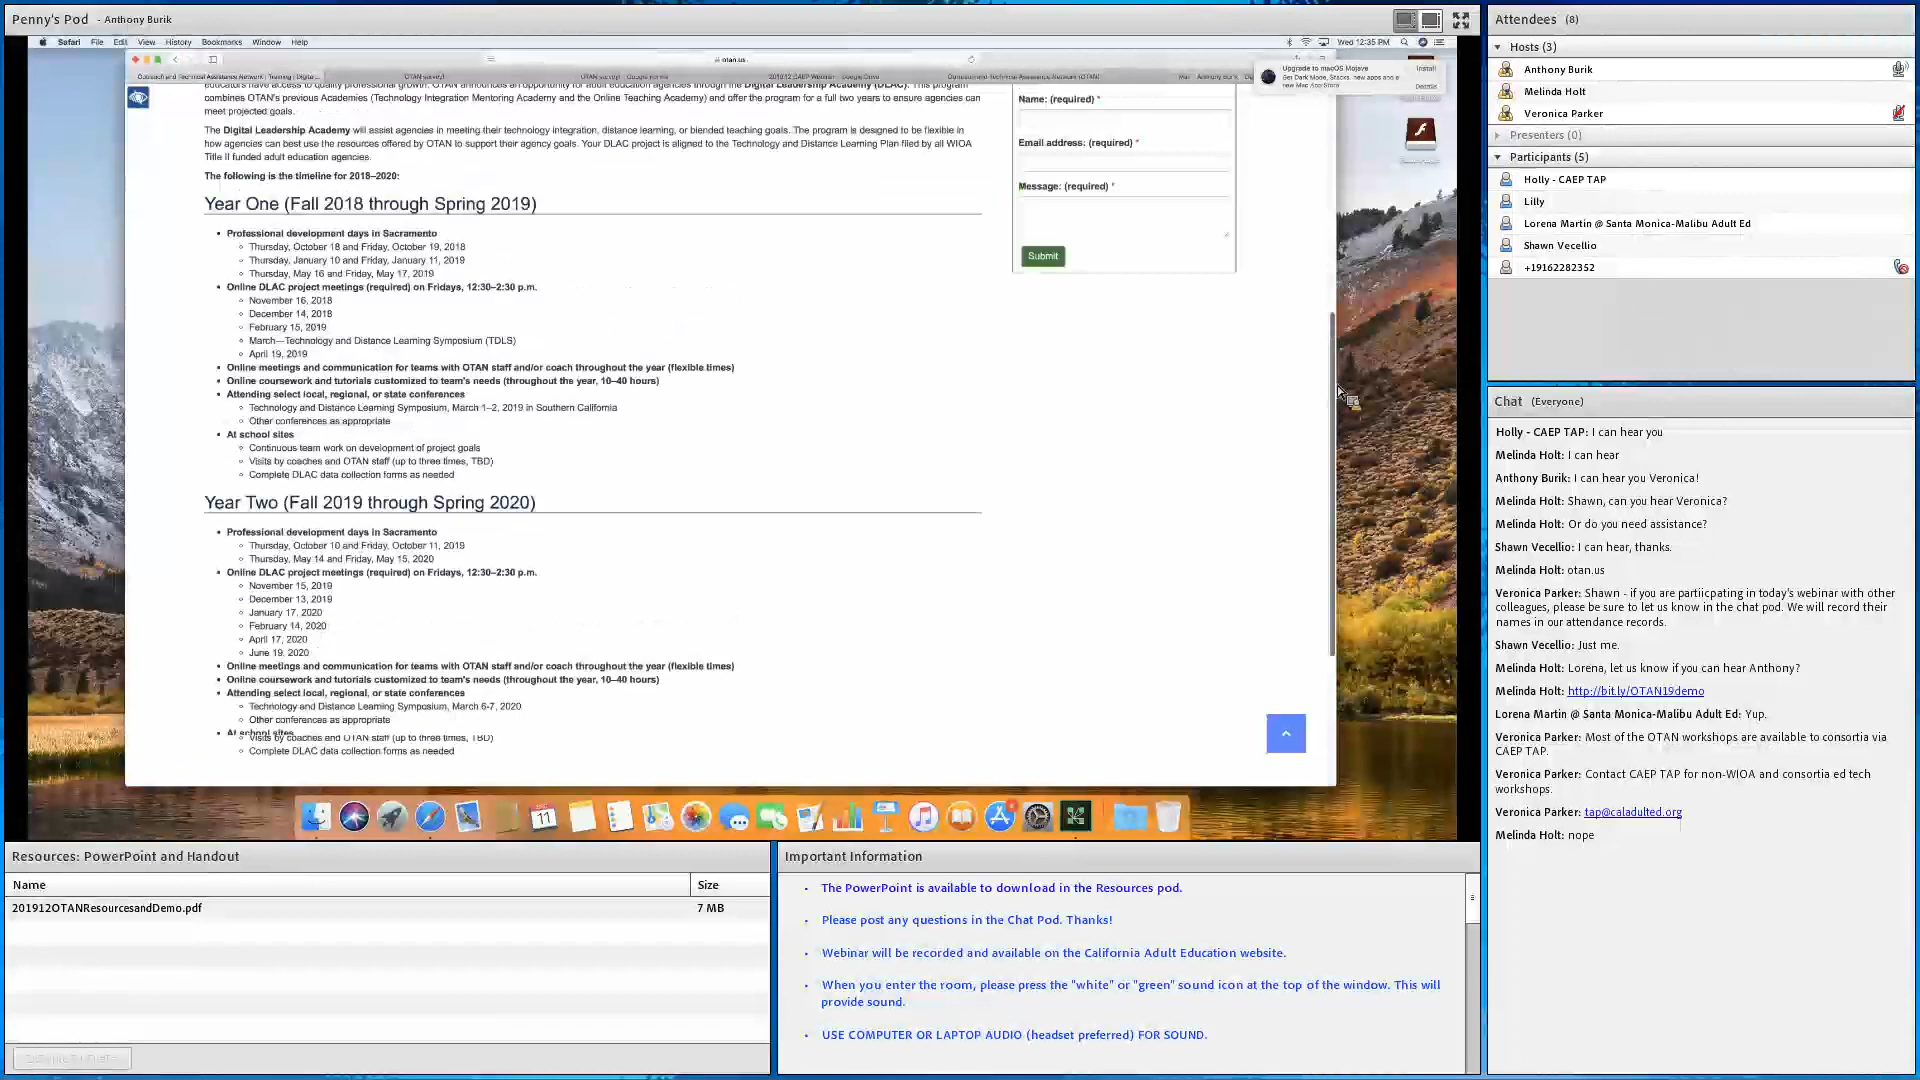 Penny's Pod - Anthony Burik
Safari File Edit View History Bookmarks Window Help
Wed 12:35 PM
otan.us
Outreach and Technical Assistance Network | Training | Digital...
OTAN survey!
OTAN survey! - Google Forms
Upgrade to macOS Mojave
Get Dark Mode, Stacks, new apps and a
new Mac App Store
Install
Details
combines OTAN's previous Academies (Technology Integration Mentoring Academy and the Online Teaching Academy) and offer the program for a full two years to ensure agencies can
meet projected goals.
The Digital Leadership Academy will assist agencies in meeting their technology integration, distance learning, or blended teaching goals. The program is designed to be flexible in
how agencies can best use the resources offered by OTAN to support their agency goals. Your DLAC project is aligned to the Technology and Distance Learning Plan filed by all WIOA
Title II funded adult education agencies.
The following is the timeline for 2018–2020:
Year One (Fall 2018 through Spring 2019)
• Professional development days in Sacramento
Thursday, October 18 and Friday, October 19, 2018
Thursday, January 10 and Friday, January 11, 2019
Thursday, May 16 and Friday, May 17, 2019
• Online DLAC project meetings (required) on Fridays, 12:30–2:30 p.m.
November 16, 2018
December 14, 2018
February 15, 2019
March—Technology and Distance Learning Symposium (TDLS)
April 19, 2019
• Online meetings and communication for teams with OTAN staff and/or coach throughout the year (flexible times)
• Online coursework and tutorials customized to team's needs (throughout the year, 10–40 hours)
• Attending select local, regional, or state conferences
Technology and Distance Learning Symposium, March 1–2, 2019 in Southern California
Other conferences as appropriate
• At school sites
Continuous team work on development of project goals
Visits by coaches and OTAN staff (up to three times, TBD)
Complete DLAC data collection forms as needed
Year Two (Fall 2019 through Spring 2020)
• Professional development days in Sacramento
Thursday, October 10 and Friday, October 11, 2019
Thursday, May 14 and Friday, May 15, 2020
• Online DLAC project meetings (required) on Fridays, 12:30–2:30 p.m.
November 15, 2019
December 13, 2019
January 17, 2020
February 14, 2020
April 17, 2020
June 19, 2020
• Online meetings and communication for teams with OTAN staff and/or coach throughout the year (flexible times)
• Online coursework and tutorials customized to team's needs (throughout the year, 10–40 hours)
• Attending select local, regional, or state conferences
Technology and Distance Learning Symposium, March 6-7, 2020
Other conferences as appropriate
• At school sites
Visits by coaches and OTAN staff (up to three times, TBD)
Complete DLAC data collection forms as needed
Name: (required) *
Email address: (required) *
Message: (required) *
Submit
11
Resources: PowerPoint and Handout
Name Size
201912OTANResourcesandDemo.pdf 7 MB
Important Information
• The PowerPoint is available to download in the Resources pod.
• Please post any questions in the Chat Pod. Thanks!
• Webinar will be recorded and available on the California Adult Education website.
• When you enter the room, please press the "white" or "green" sound icon at the top of the window. This will
provide sound.
• USE COMPUTER OR LAPTOP AUDIO (headset preferred) FOR SOUND.
Attendees (8)
Hosts (3)
Anthony Burik
Melinda Holt
Veronica Parker
Presenters (0)
Participants (5)
Holly - CAEP TAP
Lilly
Lorena Martin @ Santa Monica-Malibu Adult Ed
Shawn Vecellio
+19162282352
Chat (Everyone)
Holly - CAEP TAP: I can hear you
Melinda Holt: I can hear
Anthony Burik: I can hear you Veronica!
Melinda Holt: Shawn, can you hear Veronica?
Melinda Holt: Or do you need assistance?
Shawn Vecellio: I can hear, thanks.
Melinda Holt: otan.us
Veronica Parker: Shawn - if you are partiicpating in today's webinar with other
colleagues, please be sure to let us know in the chat pod. We will record their
names in our attendance records.
Shawn Vecellio: Just me.
Melinda Holt: Lorena, let us know if you can hear Anthony?
Melinda Holt: http://bit.ly/OTAN19demo
Lorena Martin @ Santa Monica-Malibu Adult Ed: Yup.
Veronica Parker: Most of the OTAN workshops are available to consortia via
CAEP TAP.
Veronica Parker: Contact CAEP TAP for non-WIOA and consortia ed tech
workshops.
Veronica Parker: tap@caladulted.org
Melinda Holt: nope